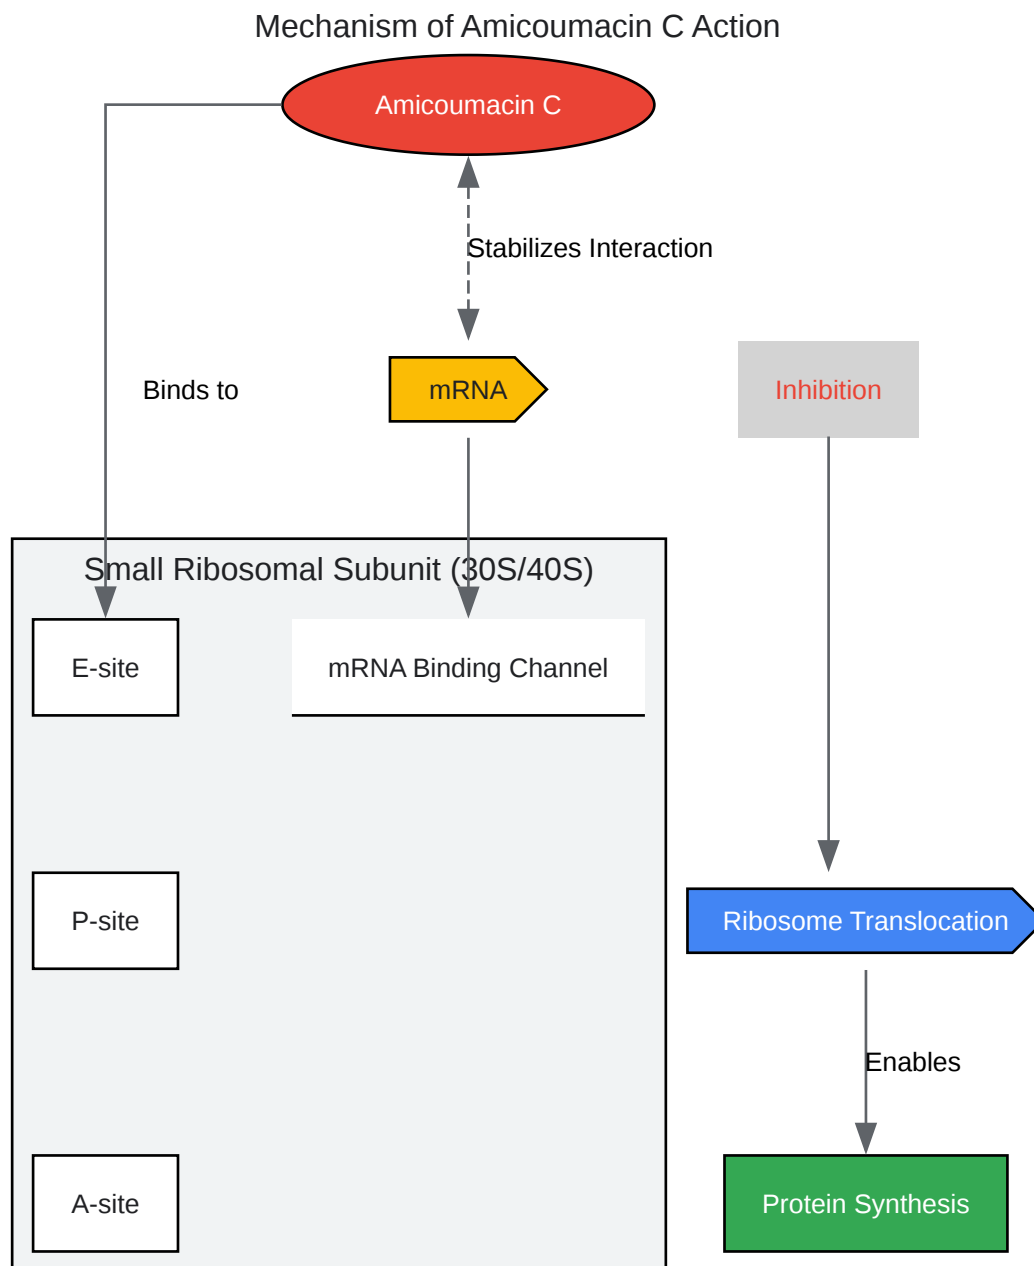 Mechanism of Amicoumacin C Action
Amicoumacin C
Stabilizes Interaction
Binds to
mRNA
Inhibition
Small Ribosomal Subunit (30S/40S)
E-site
mRNA Binding Channel
P-site
Ribosome Translocation
Enables
A-site
Protein Synthesis